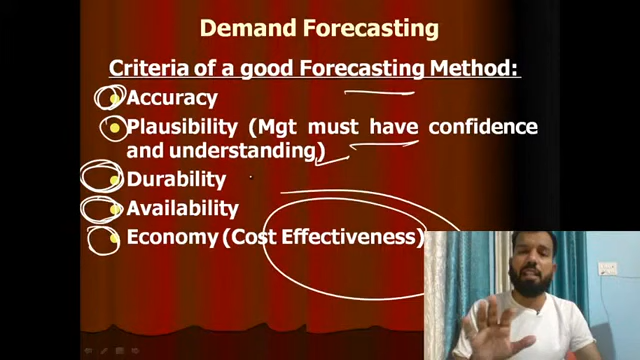 Demand Forecasting
Criteria of a good Forecasting Method:
Accuracy
Plausibility (Mgt must have confidence
and understanding)
Durability
Availability
Economy (Cost Effectiveness)